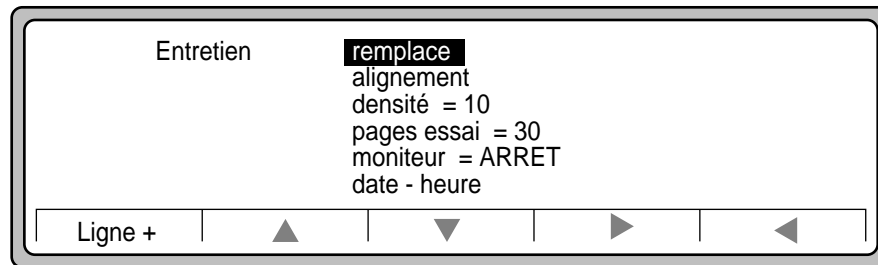 Entretien remplace
alignement
densité = 10
pages essai = 30
moniteur = ARRET
date - heure
Ligne +